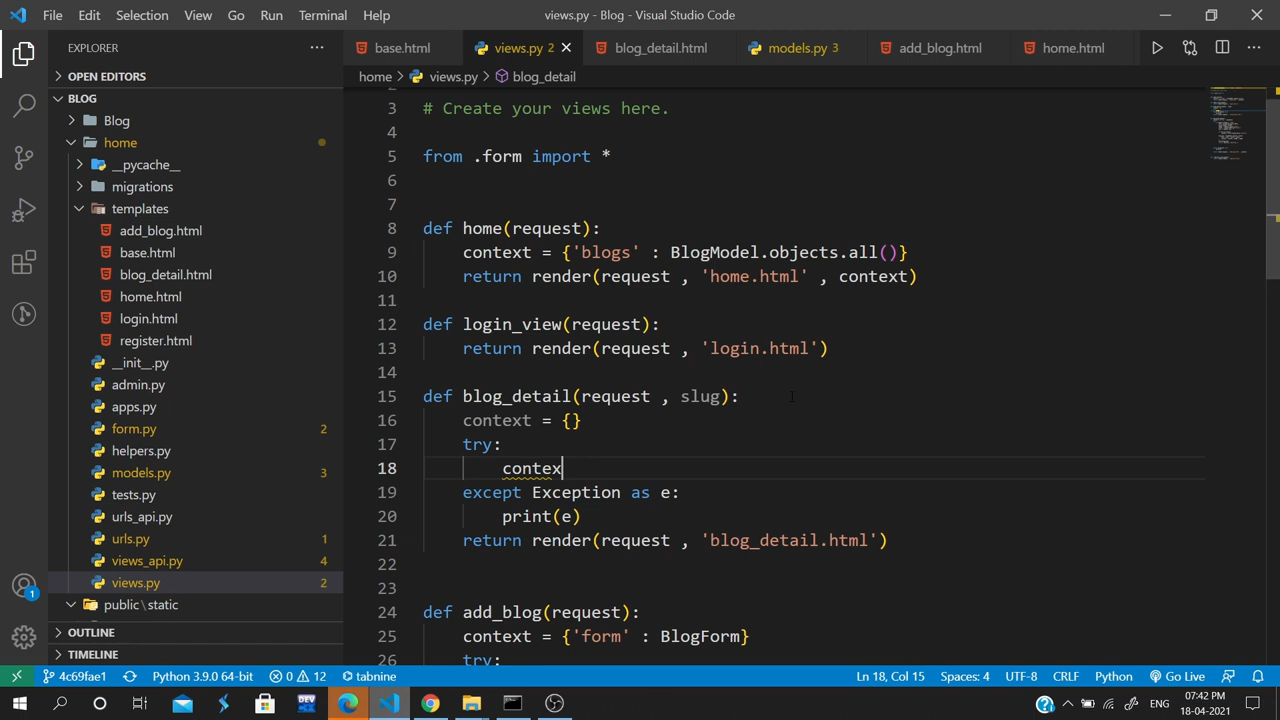 File Edit Selection View Go Run Terminal Help views.py - Blog - Visual Studio Code
EXPLORER
OPEN EDITORS
BLOG
Blog
home
__pycache__
migrations
templates
add_blog.html
base.html
blog_detail.html
home.html
login.html
register.html
__init__.py
admin.py
apps.py
form.py 2
helpers.py
models.py 3
tests.py
urls_api.py
urls.py 1
views_api.py 4
views.py 2
public\static
OUTLINE
TIMELINE
base.html views.py 2 blog_detail.html models.py 3 add_blog.html home.html
home > views.py > blog_detail
2
3 # Create your views here.
4
5 from .form import *
6
7
8 def home(request):
9 context = {'blogs' : BlogModel.objects.all()}
10 return render(request , 'home.html' , context)
11
12 def login_view(request):
13 return render(request , 'login.html')
14
15 def blog_detail(request , slug):
16 context = {}
17 try:
18 contex
19 except Exception as e:
20 print(e)
21 return render(request , 'blog_detail.html')
22
23
24 def add_blog(request):
25 context = {'form' : BlogForm}
26 try:
1
4c69fae1 Python 3.9.0 64-bit 0 12 tabnine Ln 18, Col 15 Spaces: 4 UTF-8 CRLF Python Go Live
DEV
ENG
07:42 PM
18-04-2021